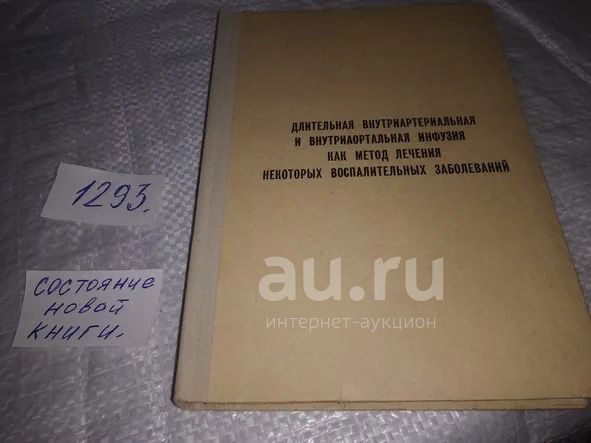 ДЛИТЕЛЬНАЯ ВНУТРИАРТЕРИАЛЬНАЯ
И ВНУТРИАОРТАЛЬНАЯ ИНФУЗИЯ
КАК МЕТОД ЛЕЧЕНИЯ
НЕКОТОРЫХ ВОСПАЛИТЕЛЬНЫХ ЗАБОЛЕВАНИЙ
1293.
состояние
новой
книги.
au.ru
интернет-аукцион